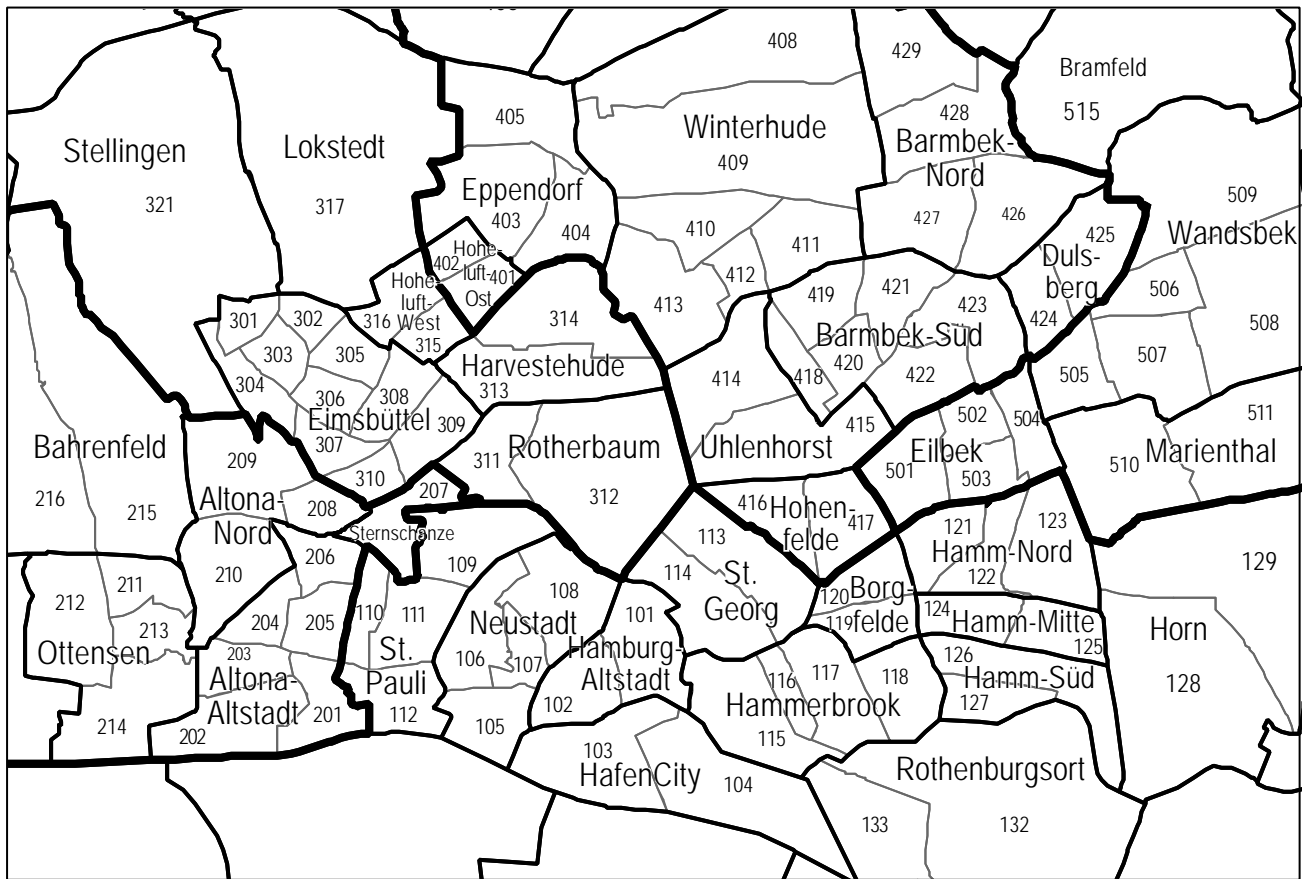 408
429
Bramfeld
515
405
428
Stellingen
Lokstedt
Winterhude
Barmbek-
Nord
409
Eppendorf
321
317
403
404
410
427
426
509
Wandsbek
425
411
412
402
Hohe-
luft-
Ost
401
Duls-
berg
Hohe-
luft-
West
419
421
423
506
413
301
302
316
314
424
508
303
305
315
Barmbek-Süd
420
507
304
Harvestehude
313
414
418
422
505
306
308
Eimsbüttel
309
307
415
502
504
511
Bahrenfeld
209
Rotherbaum
311
Uhlenhorst
Eilbek
501
503
510
Marienthal
310
207
216
215
Altona-
Nord
208
312
416
Hohen-
felde
417
Sternschanze
113
121
123
Hamm-Nord
122
206
109
114
St.
Georg
129
210
211
212
213
Ottensen
108
101
120
119
Borg-
felde
124
Hamm-Mitte
125
204
205
110
111
Neustadt
106
107
Hamburg-
Altstadt
Horn
128
203
St.
Pauli
126
Hamm-Süd
127
Altona-
Altstadt
201
202
214
112
105
102
116
117
118
Hammerbrook
115
103
HafenCity
104
Rothenburgsort
133
132